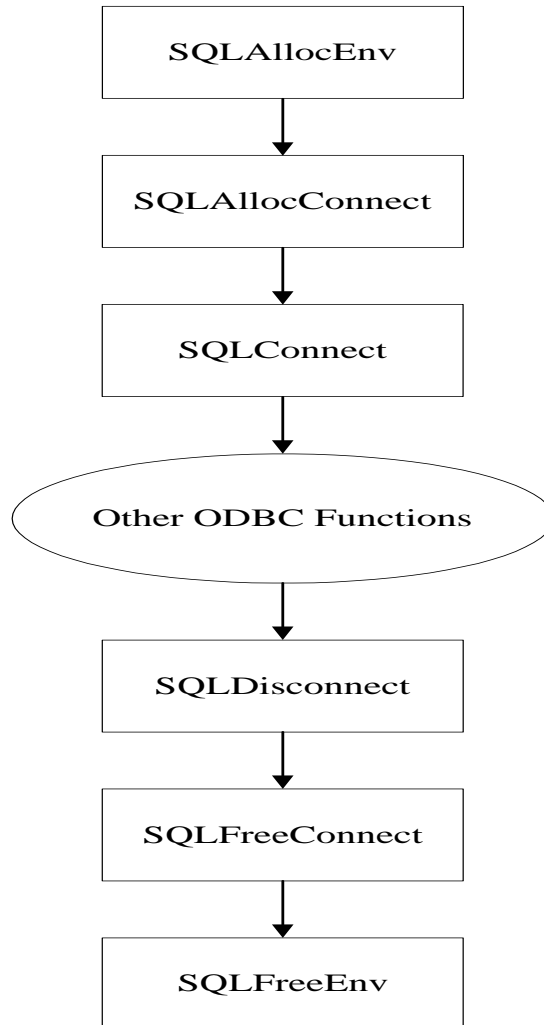 SQLAllocEnv
SQLAllocConnect
SQLConnect
Other ODBC Functions
SQLDisconnect
SQLFreeConnect
SQLFreeEnv